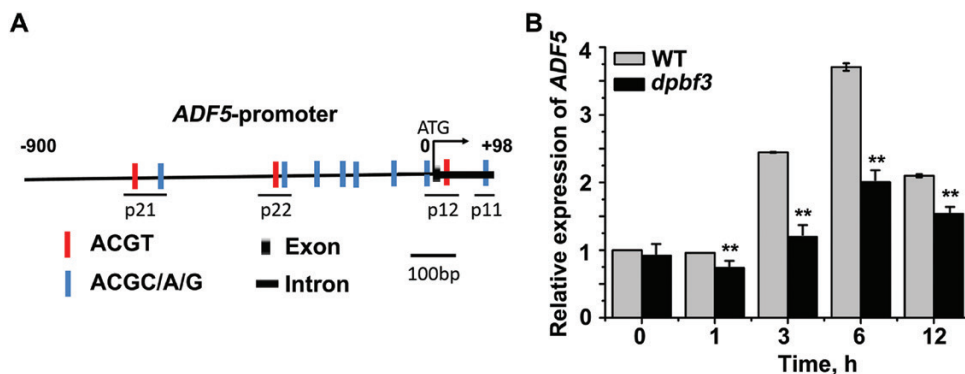 A
ADF5-promoter
ATG
-900
0
+98
p21
p22
p12
p11
ACGT
Exon
ACGC/A/G
Intron
100bp
B
Relative expression of ADF5
WT
dpbf3
4
3
2
1
0
**
**
**
**
0
1
3
6
12
Time, h